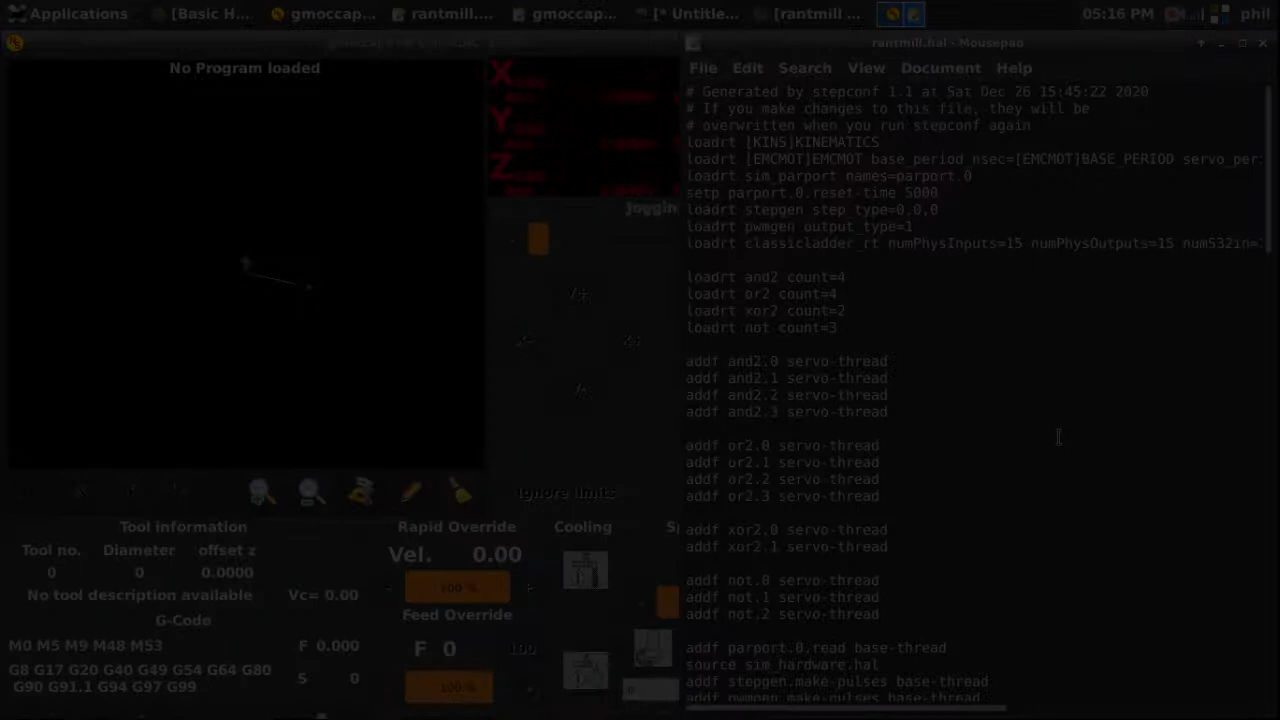 Applications
[Basic H...
gmoccap...
rantmill....
gmoccap...
[* Untitle...
[rantmill ...
05:16 PM
phil
rantmill.hal - Mousepad
No Program loaded
X
Y
Z
Joggin
Y+
X-
X+
Y-
Ignore limits
Tool information
Tool no. Diameter offset z
0 0 0.0000
No tool description available Vc= 0.00
G-Code
M0 M5 M9 M48 M53
G8 G17 G20 G40 G49 G54 G64 G80
G90 G91.1 G94 G97 G99
F 0.000
S 0
Rapid Override
Vel. 0.00
100 %
Feed Override
F 0 100
100 %
Cooling
File Edit Search View Document Help
# Generated by stepconf 1.1 at Sat Dec 26 15:45:22 2020
# If you make changes to this file, they will be
# overwritten when you run stepconf again
loadrt [KINS]KINEMATICS
loadrt [EMCMOT]EMCMOT base_period_nsec=[EMCMOT]BASE_PERIOD servo_per
loadrt sim_parport names=parport.0
setp parport.0.reset-time 5000
loadrt stepgen step_type=0,0,0
loadrt pwmgen output_type=1
loadrt classicladder_rt numPhysInputs=15 numPhysOutputs=15 numS32in=
loadrt and2 count=4
loadrt or2 count=4
loadrt xor2 count=2
loadrt not count=3
addf and2.0 servo-thread
addf and2.1 servo-thread
addf and2.2 servo-thread
addf and2.3 servo-thread
addf or2.0 servo-thread
addf or2.1 servo-thread
addf or2.2 servo-thread
addf or2.3 servo-thread
addf xor2.0 servo-thread
addf xor2.1 servo-thread
addf not.0 servo-thread
addf not.1 servo-thread
addf not.2 servo-thread
addf parport.0.read base-thread
source sim_hardware.hal
addf stepgen.make-pulses base-thread
addf pwmgen.make-pulses base-thread